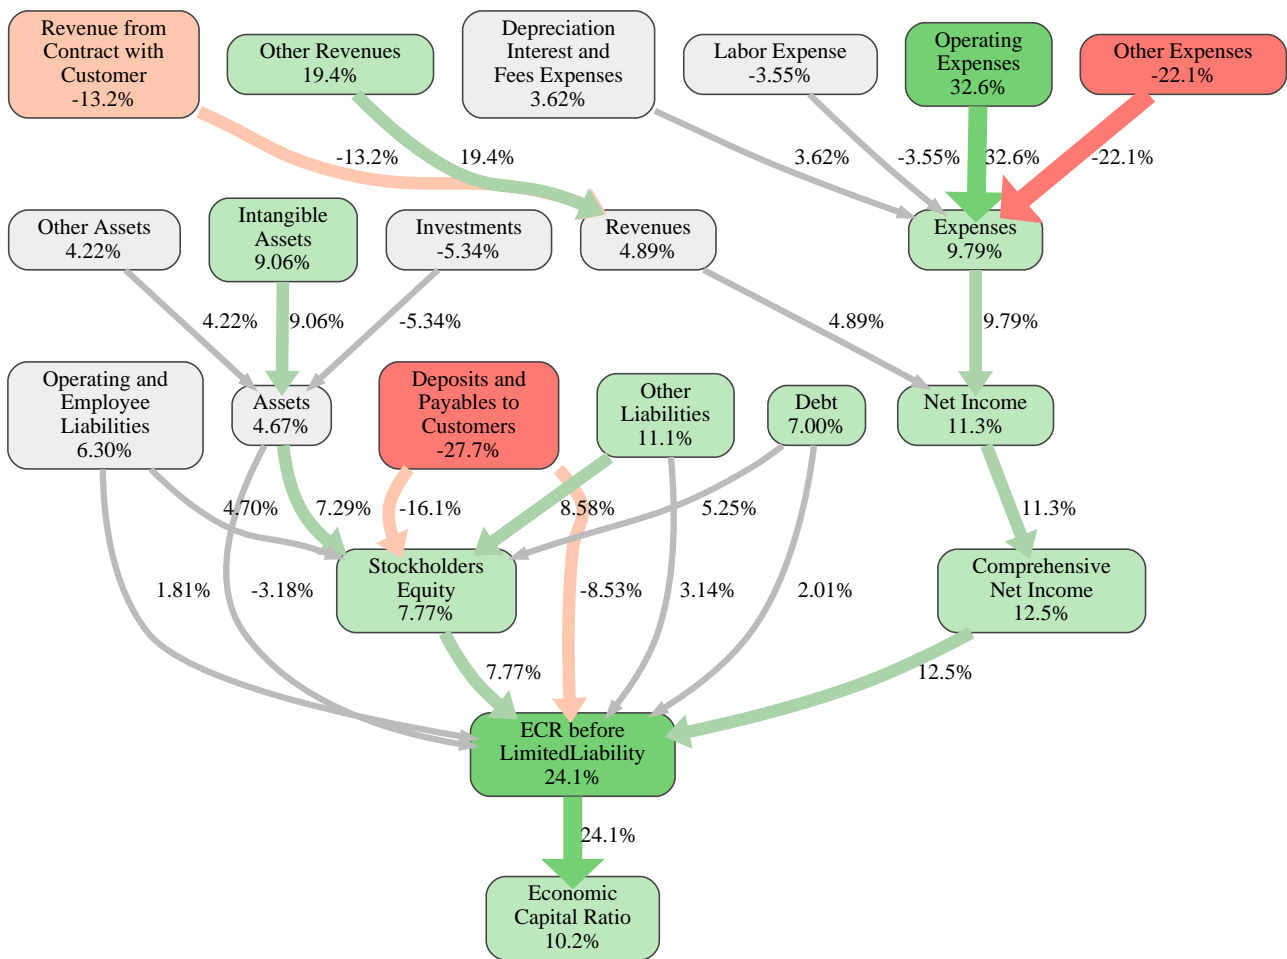 Revenue from
Contract with
Customer
-13.2%
Other Revenues
19.4%
Depreciation
Interest and
Fees Expenses
3.62%
Labor Expense
-3.55%
Operating
Expenses
32.6%
Other Expenses
-22.1%
-13.2%
19.4%
3.62%
-3.55%
32.6%
-22.1%
Other Assets
4.22%
Intangible
Assets
9.06%
Investments
-5.34%
Revenues
4.89%
Expenses
9.79%
4.22%
9.06%
-5.34%
4.89%
9.79%
Operating and
Employee
Liabilities
6.30%
Assets
4.67%
Deposits and
Payables to
Customers
-27.7%
Other
Liabilities
11.1%
Debt
7.00%
Net Income
11.3%
4.70%
7.29%
-16.1%
8.58%
5.25%
11.3%
1.81%
-3.18%
Stockholders
Equity
7.77%
-8.53%
3.14%
2.01%
Comprehensive
Net Income
12.5%
7.77%
12.5%
ECR before
LimitedLiability
24.1%
24.1%
Economic
Capital Ratio
10.2%